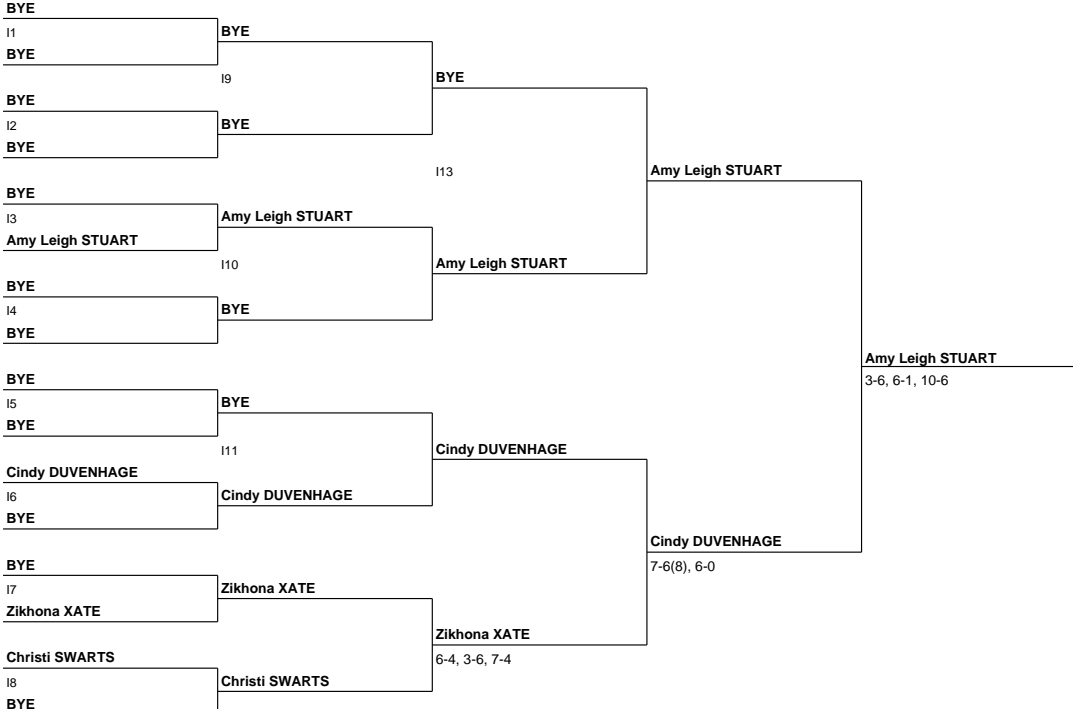 BYE
I1
BYE
BYE
I9
BYE
BYE
I2
BYE
BYE
I13
Amy Leigh STUART
BYE
I3
Amy Leigh STUART
Amy Leigh STUART
I10
Amy Leigh STUART
BYE
I4
BYE
BYE
Amy Leigh STUART
3-6, 6-1, 10-6
BYE
I5
BYE
BYE
I11
Cindy DUVENHAGE
Cindy DUVENHAGE
I6
Cindy DUVENHAGE
BYE
Cindy DUVENHAGE
7-6(8), 6-0
BYE
I7
Zikhona XATE
Zikhona XATE
Zikhona XATE
6-4, 3-6, 7-4
Christi SWARTS
I8
Christi SWARTS
BYE